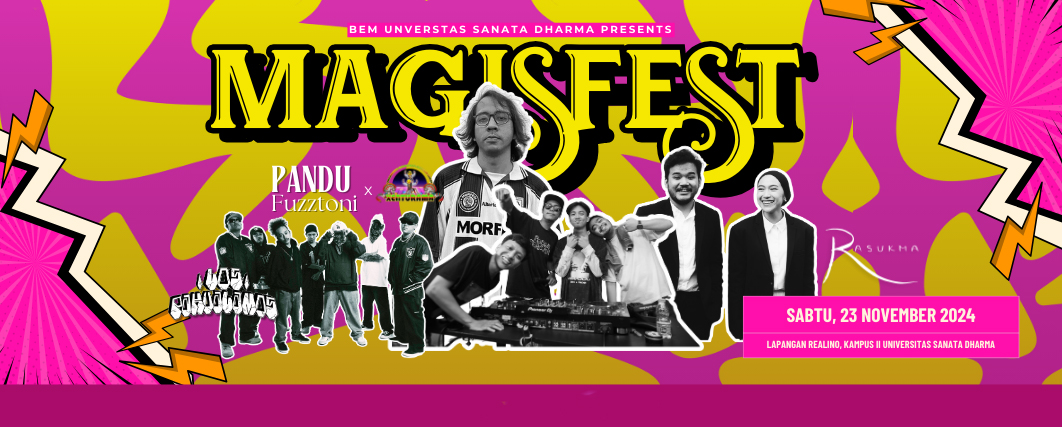 BEM UNVERSTAS SANATA DHARMA PRESENTS
MAGISFEST
PANDU
Fuzztoni
X
MORF
RASUKMA
LOS
SABTU, 23 NOVEMBER 2024
LAPANGAN REALINO, KAMPUS II UNIVERSITAS SANATA DHARMA